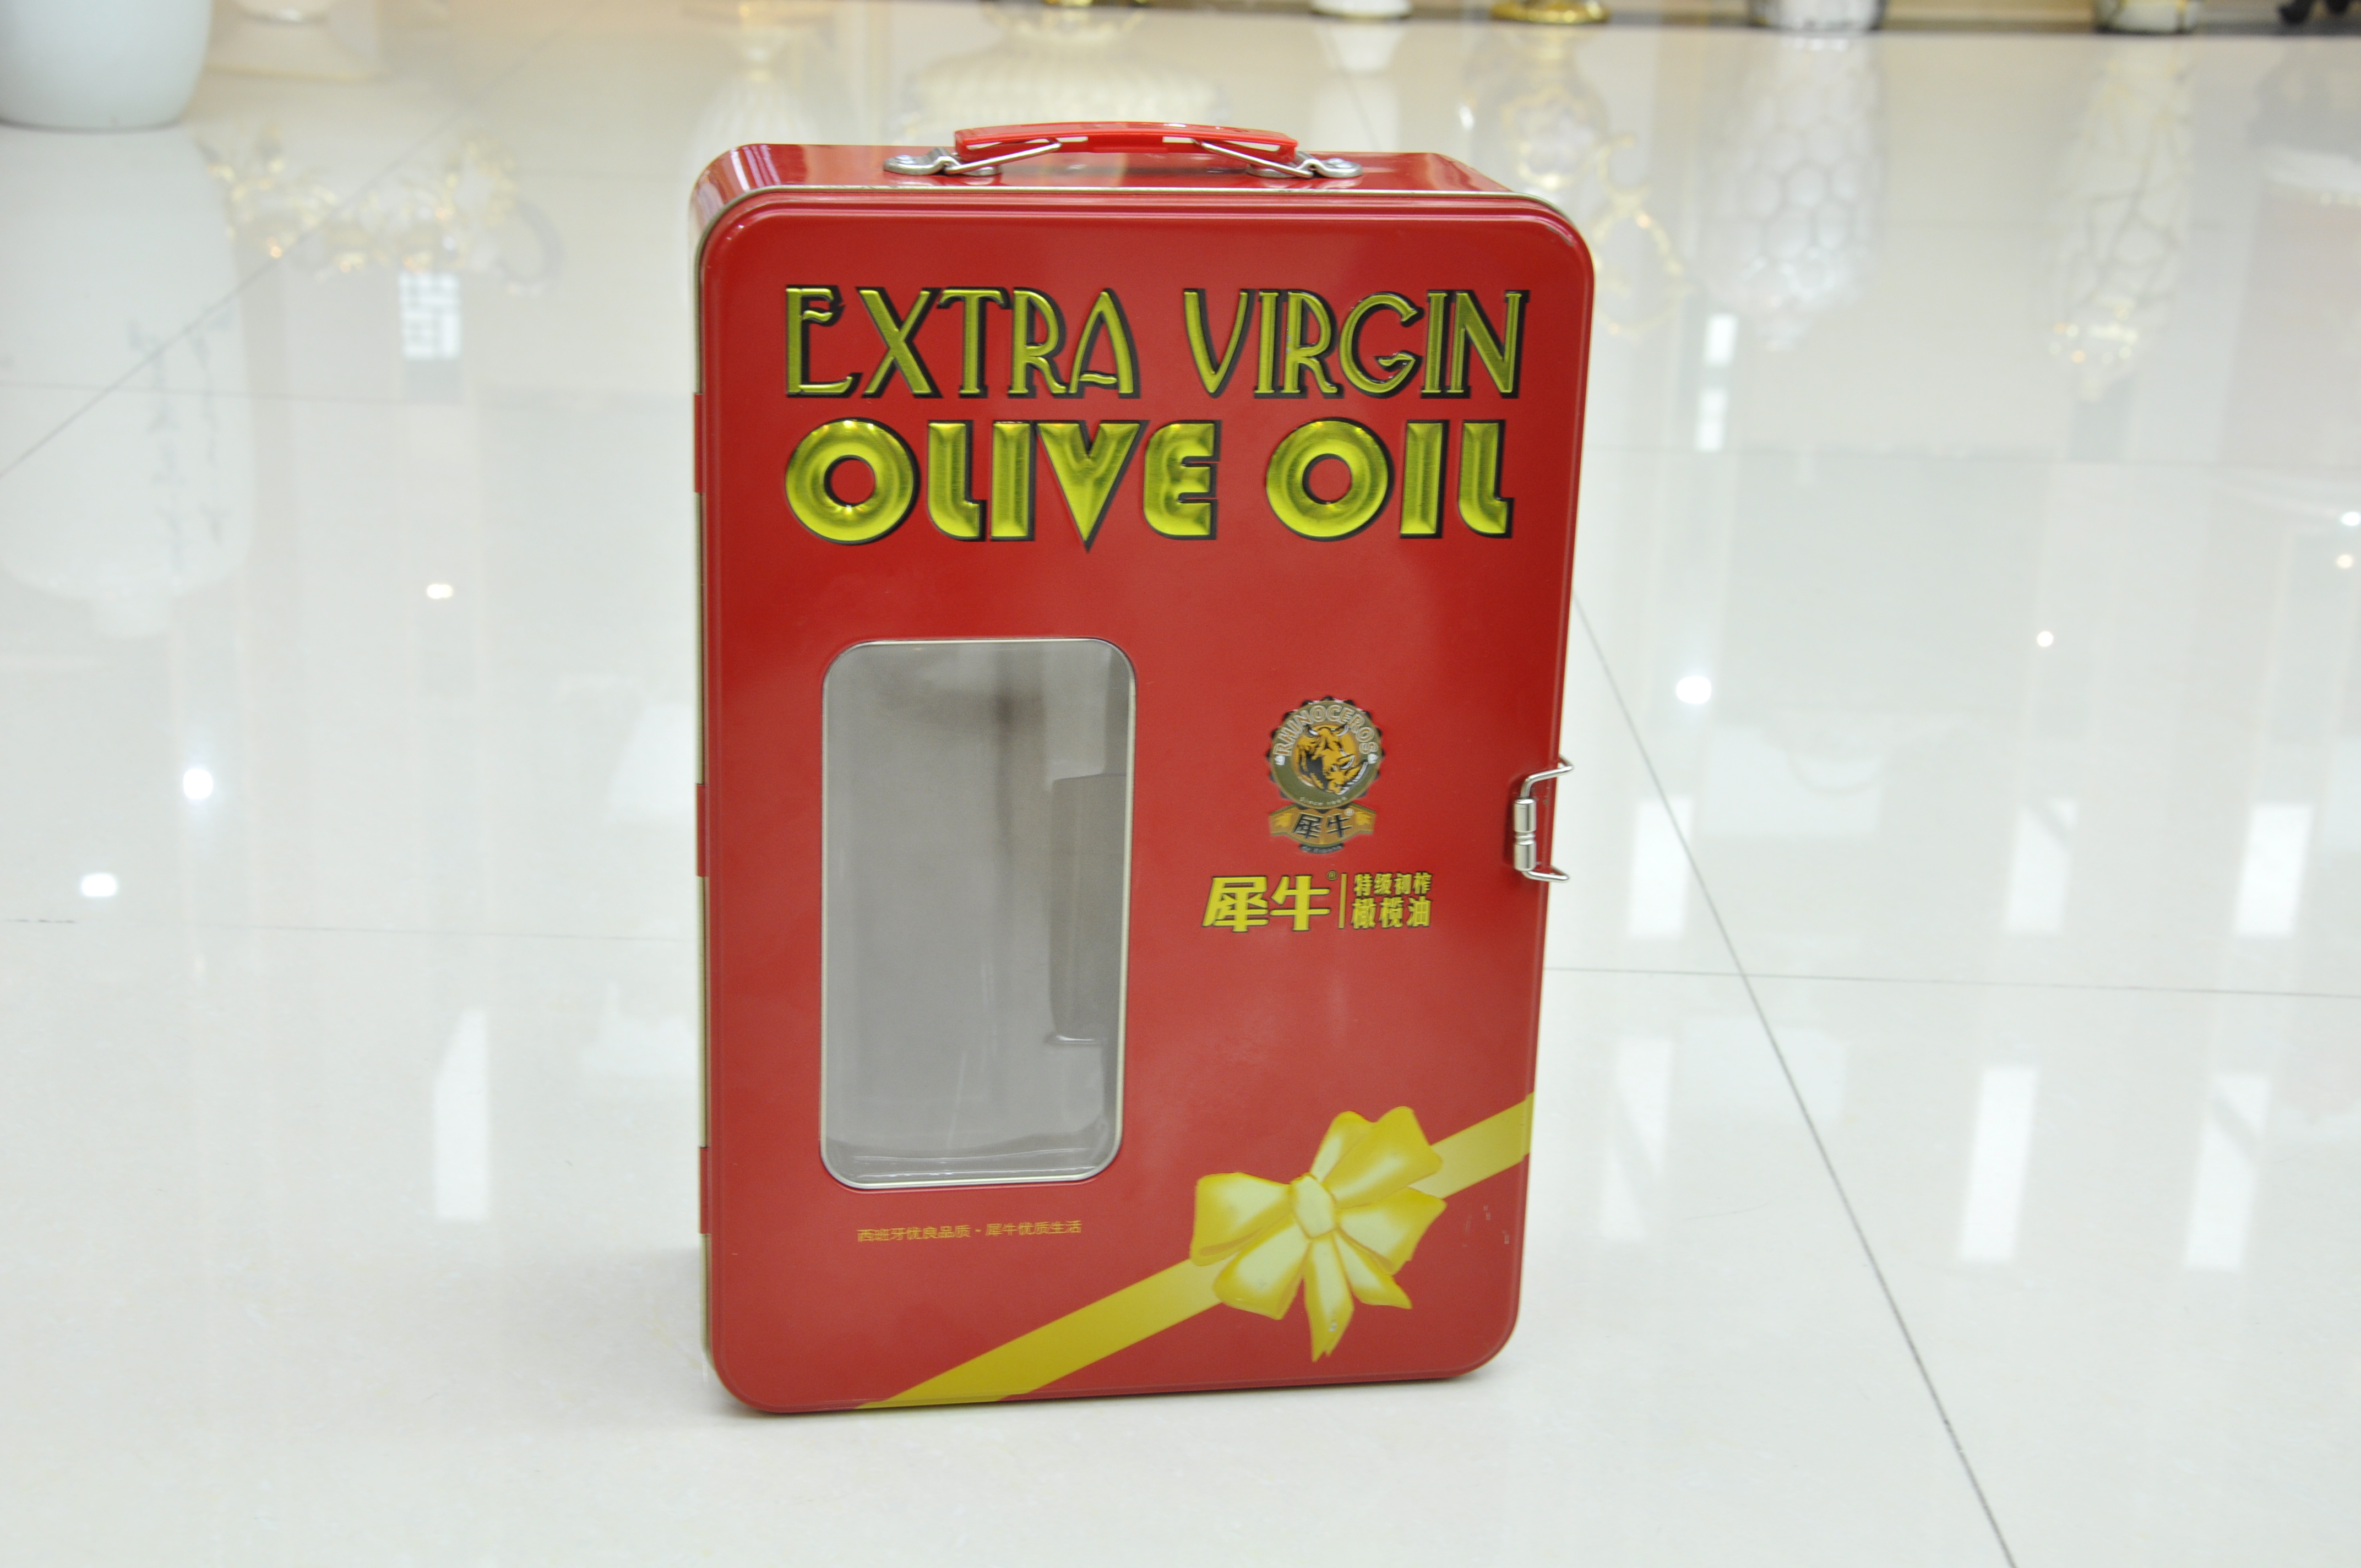 EXTRA VIRGIN
OLIVE OIL
RHINOCEROS
犀牛®
犀牛®
特级初榨
橄榄油
西班牙优良品质 - 犀牛优质生活